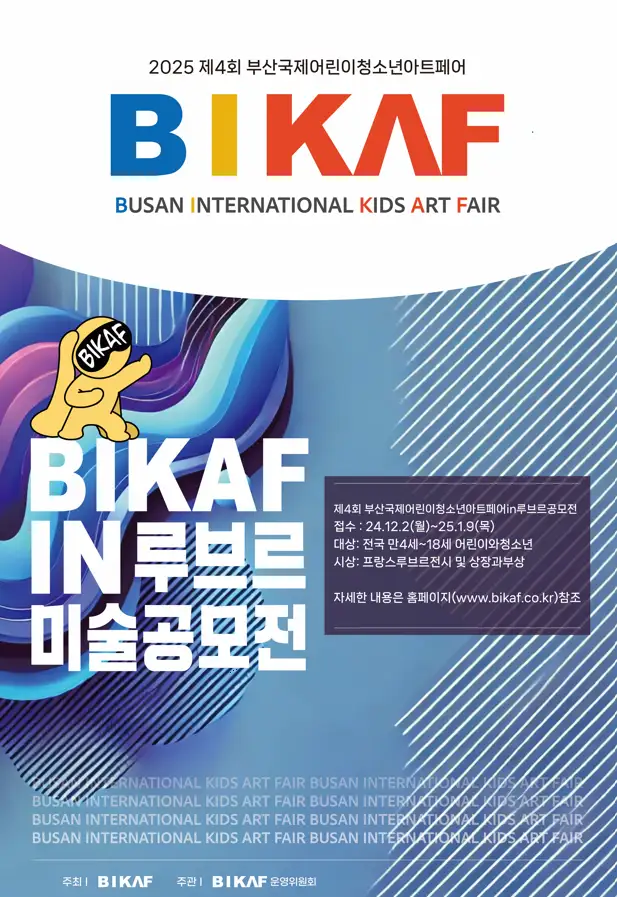 2025 제4회 부산국제어린이청소년아트페어
BIKAF
BUSAN INTERNATIONAL KIDS ART FAIR
BIKAF
BIKAF
IN루브르
미술공모전
제4회 부산국제어린이청소년아트페어in루브르공모전
접수 : 24.12.2(월)~25.1.9(목)
대상: 전국 만4세~18세 어린이와청소년
시상: 프랑스루브르전시 및 상장과부상
자세한 내용은 홈페이지(www.bikaf.co.kr)참조
BUSAN INTERNATIONAL KIDS ART FAIR BUSAN INTERNATIONAL KIDS ART FAIR
BUSAN INTERNATIONAL KIDS ART FAIR BUSAN INTERNATIONAL KIDS ART FAIR
BUSAN INTERNATIONAL KIDS ART FAIR BUSAN INTERNATIONAL KIDS ART FAIR
BUSAN INTERNATIONAL KIDS ART FAIR BUSAN INTERNATIONAL KIDS ART FAIR
주최 | BIKAF 주관 | BIKAF 운영위원회